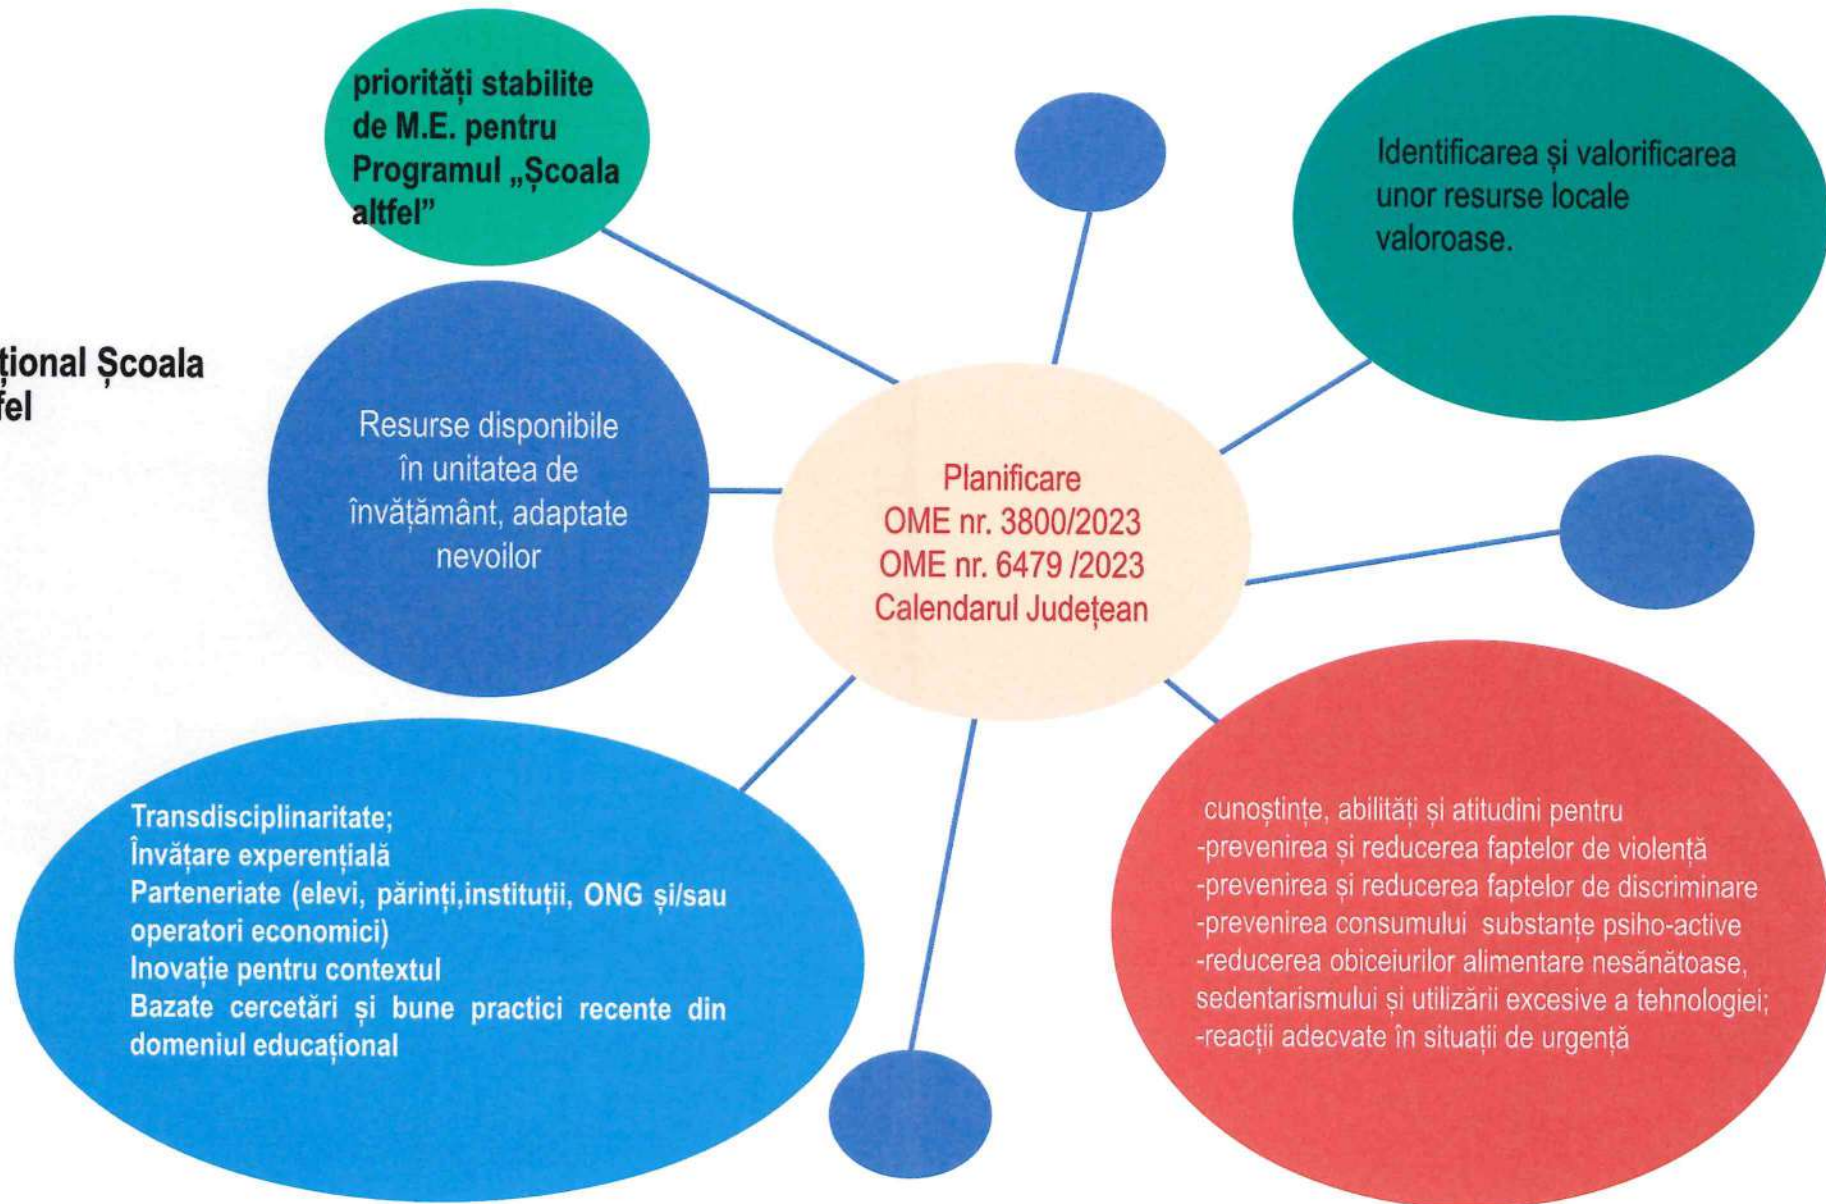 priorități stabilite
de M.E. pentru
Programul „Școala
altfel”
Identificarea și valorificarea
unor resurse locale
valoroase.
țional Școala
fel
Resurse disponibile
în unitatea de
învățământ, adaptate
nevoilor
Planificare
OME nr. 3800/2023
OME nr. 6479 /2023
Calendarul Județean
Transdisciplinaritate;
Învățare experențială
Parteneriate (elevi, părinți,instituții, ONG și/sau
operatori economici)
Inovație pentru contextul
Bazate cercetări și bune practici recente din
domeniul educațional
cunoștințe, abilități și atitudini pentru
-prevenirea și reducerea faptelor de violență
-prevenirea și reducerea faptelor de discriminare
-prevenirea consumului substanțe psiho-active
-reducerea obiceiurilor alimentare nesănătoase,
sedentarismului și utilizării excesive a tehnologiei;
-reacții adecvate în situații de urgență